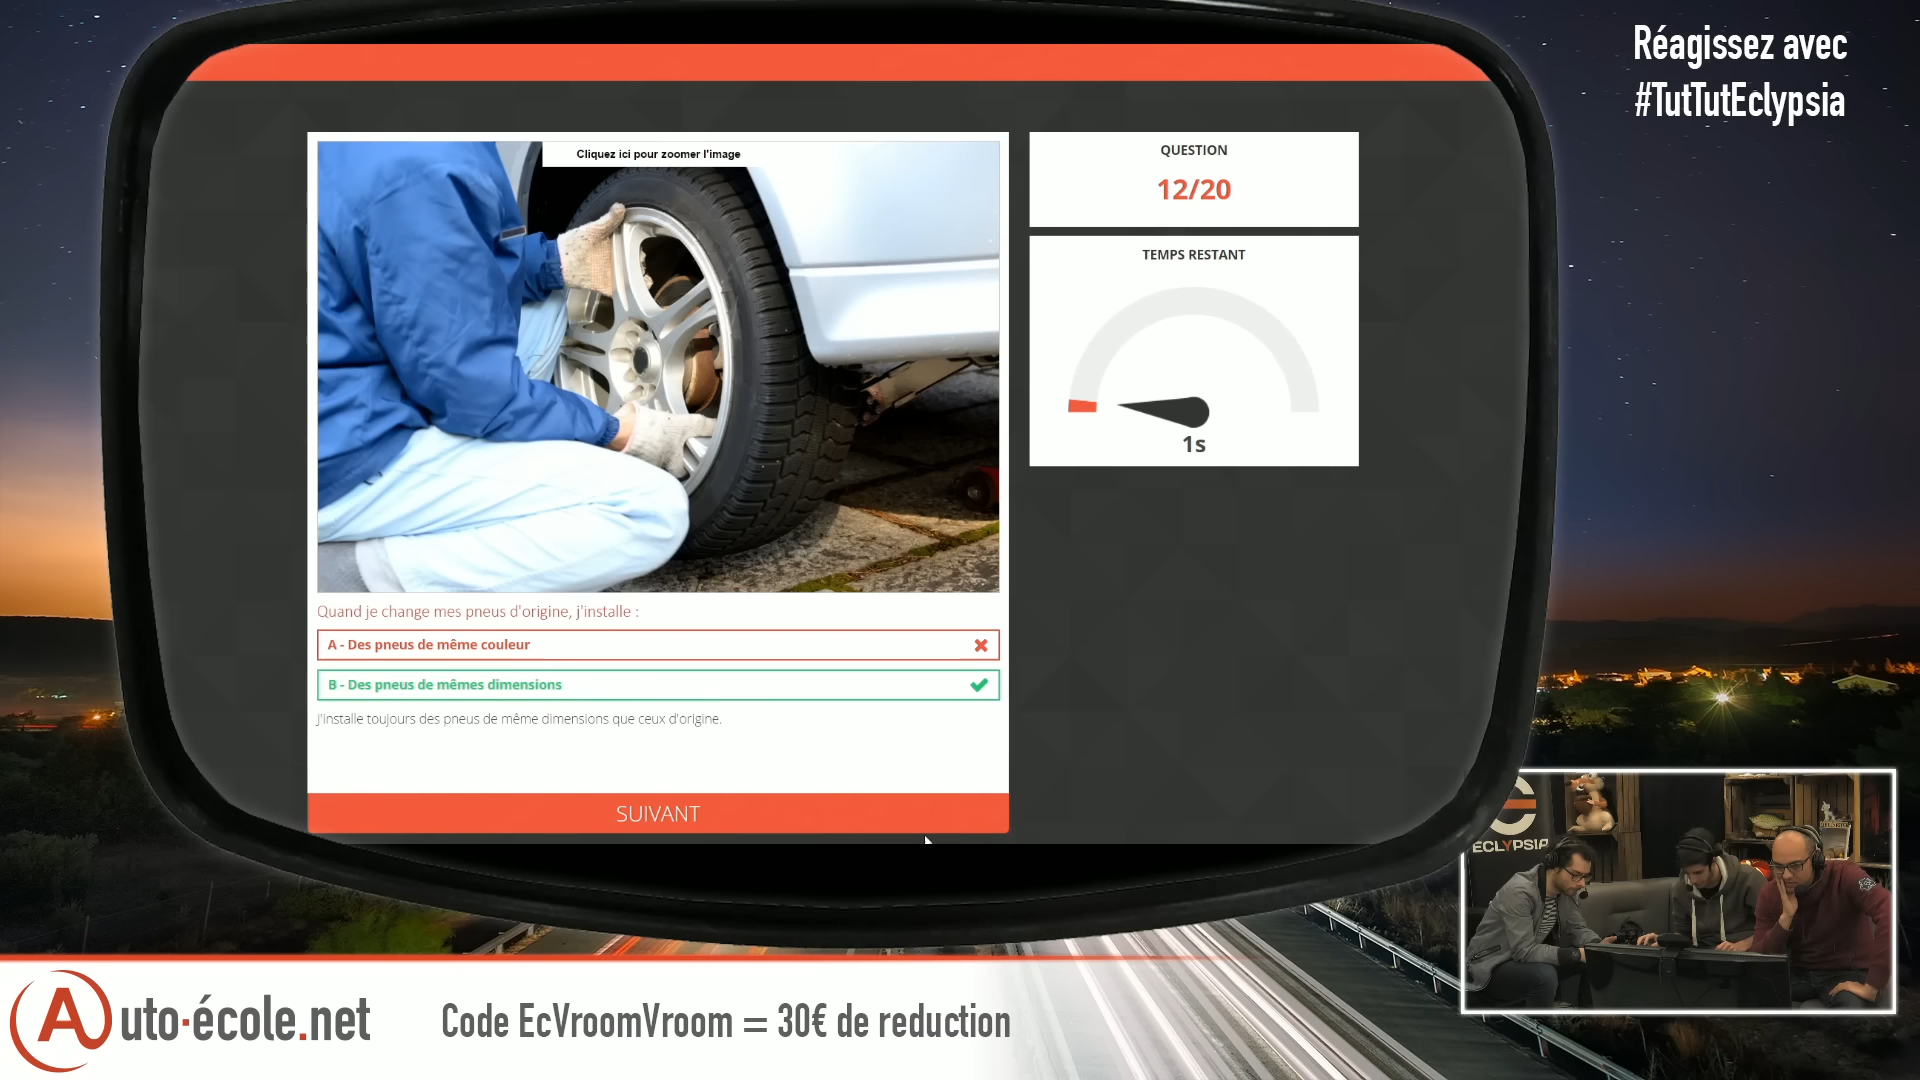 Réagissez avec
#TutTutEclypsia
Cliquez ici pour zoomer l'image
QUESTION
12/20
TEMPS RESTANT
1s
Quand je change mes pneus d'origine, j'installe :
A - Des pneus de même couleur
B - Des pneus de mêmes dimensions
J'installe toujours des pneus de même dimensions que ceux d'origine.
SUIVANT
ECLYPSIA
Auto·école.net
Code EcVroomVroom = 30€ de reduction